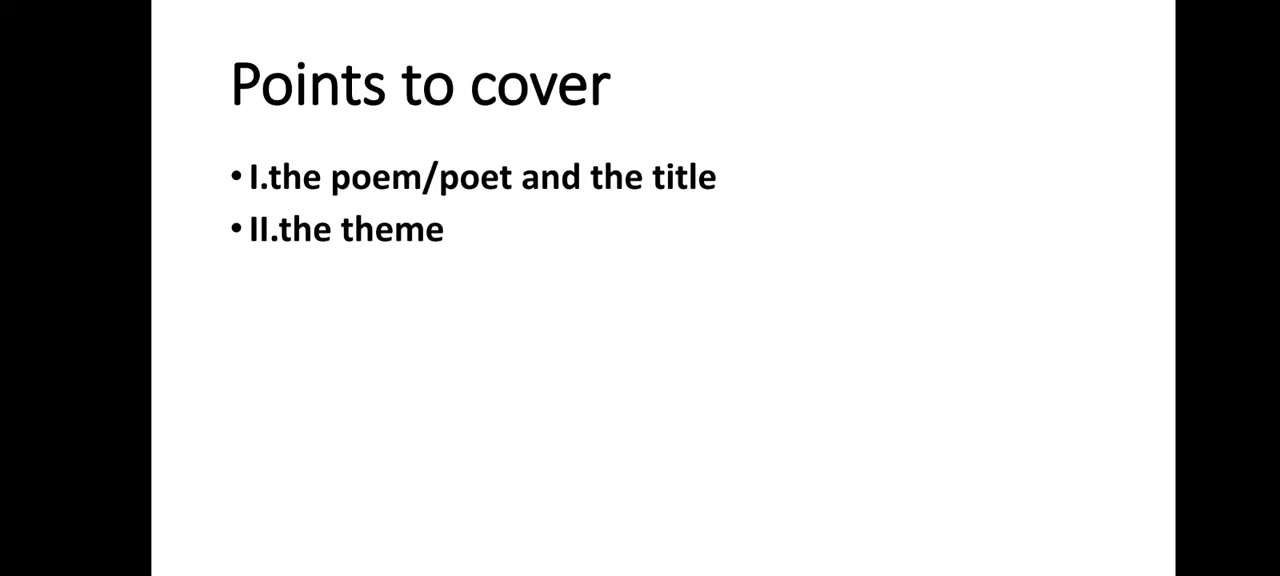 Points to cover
• I.the poem/poet and the title
• II.the theme